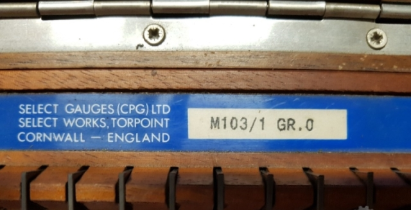 SELECT GAUGES (CPG) LTD
SELECT WORKS, TORPOINT
CORNWALL – ENGLAND
M103/1 GR.0